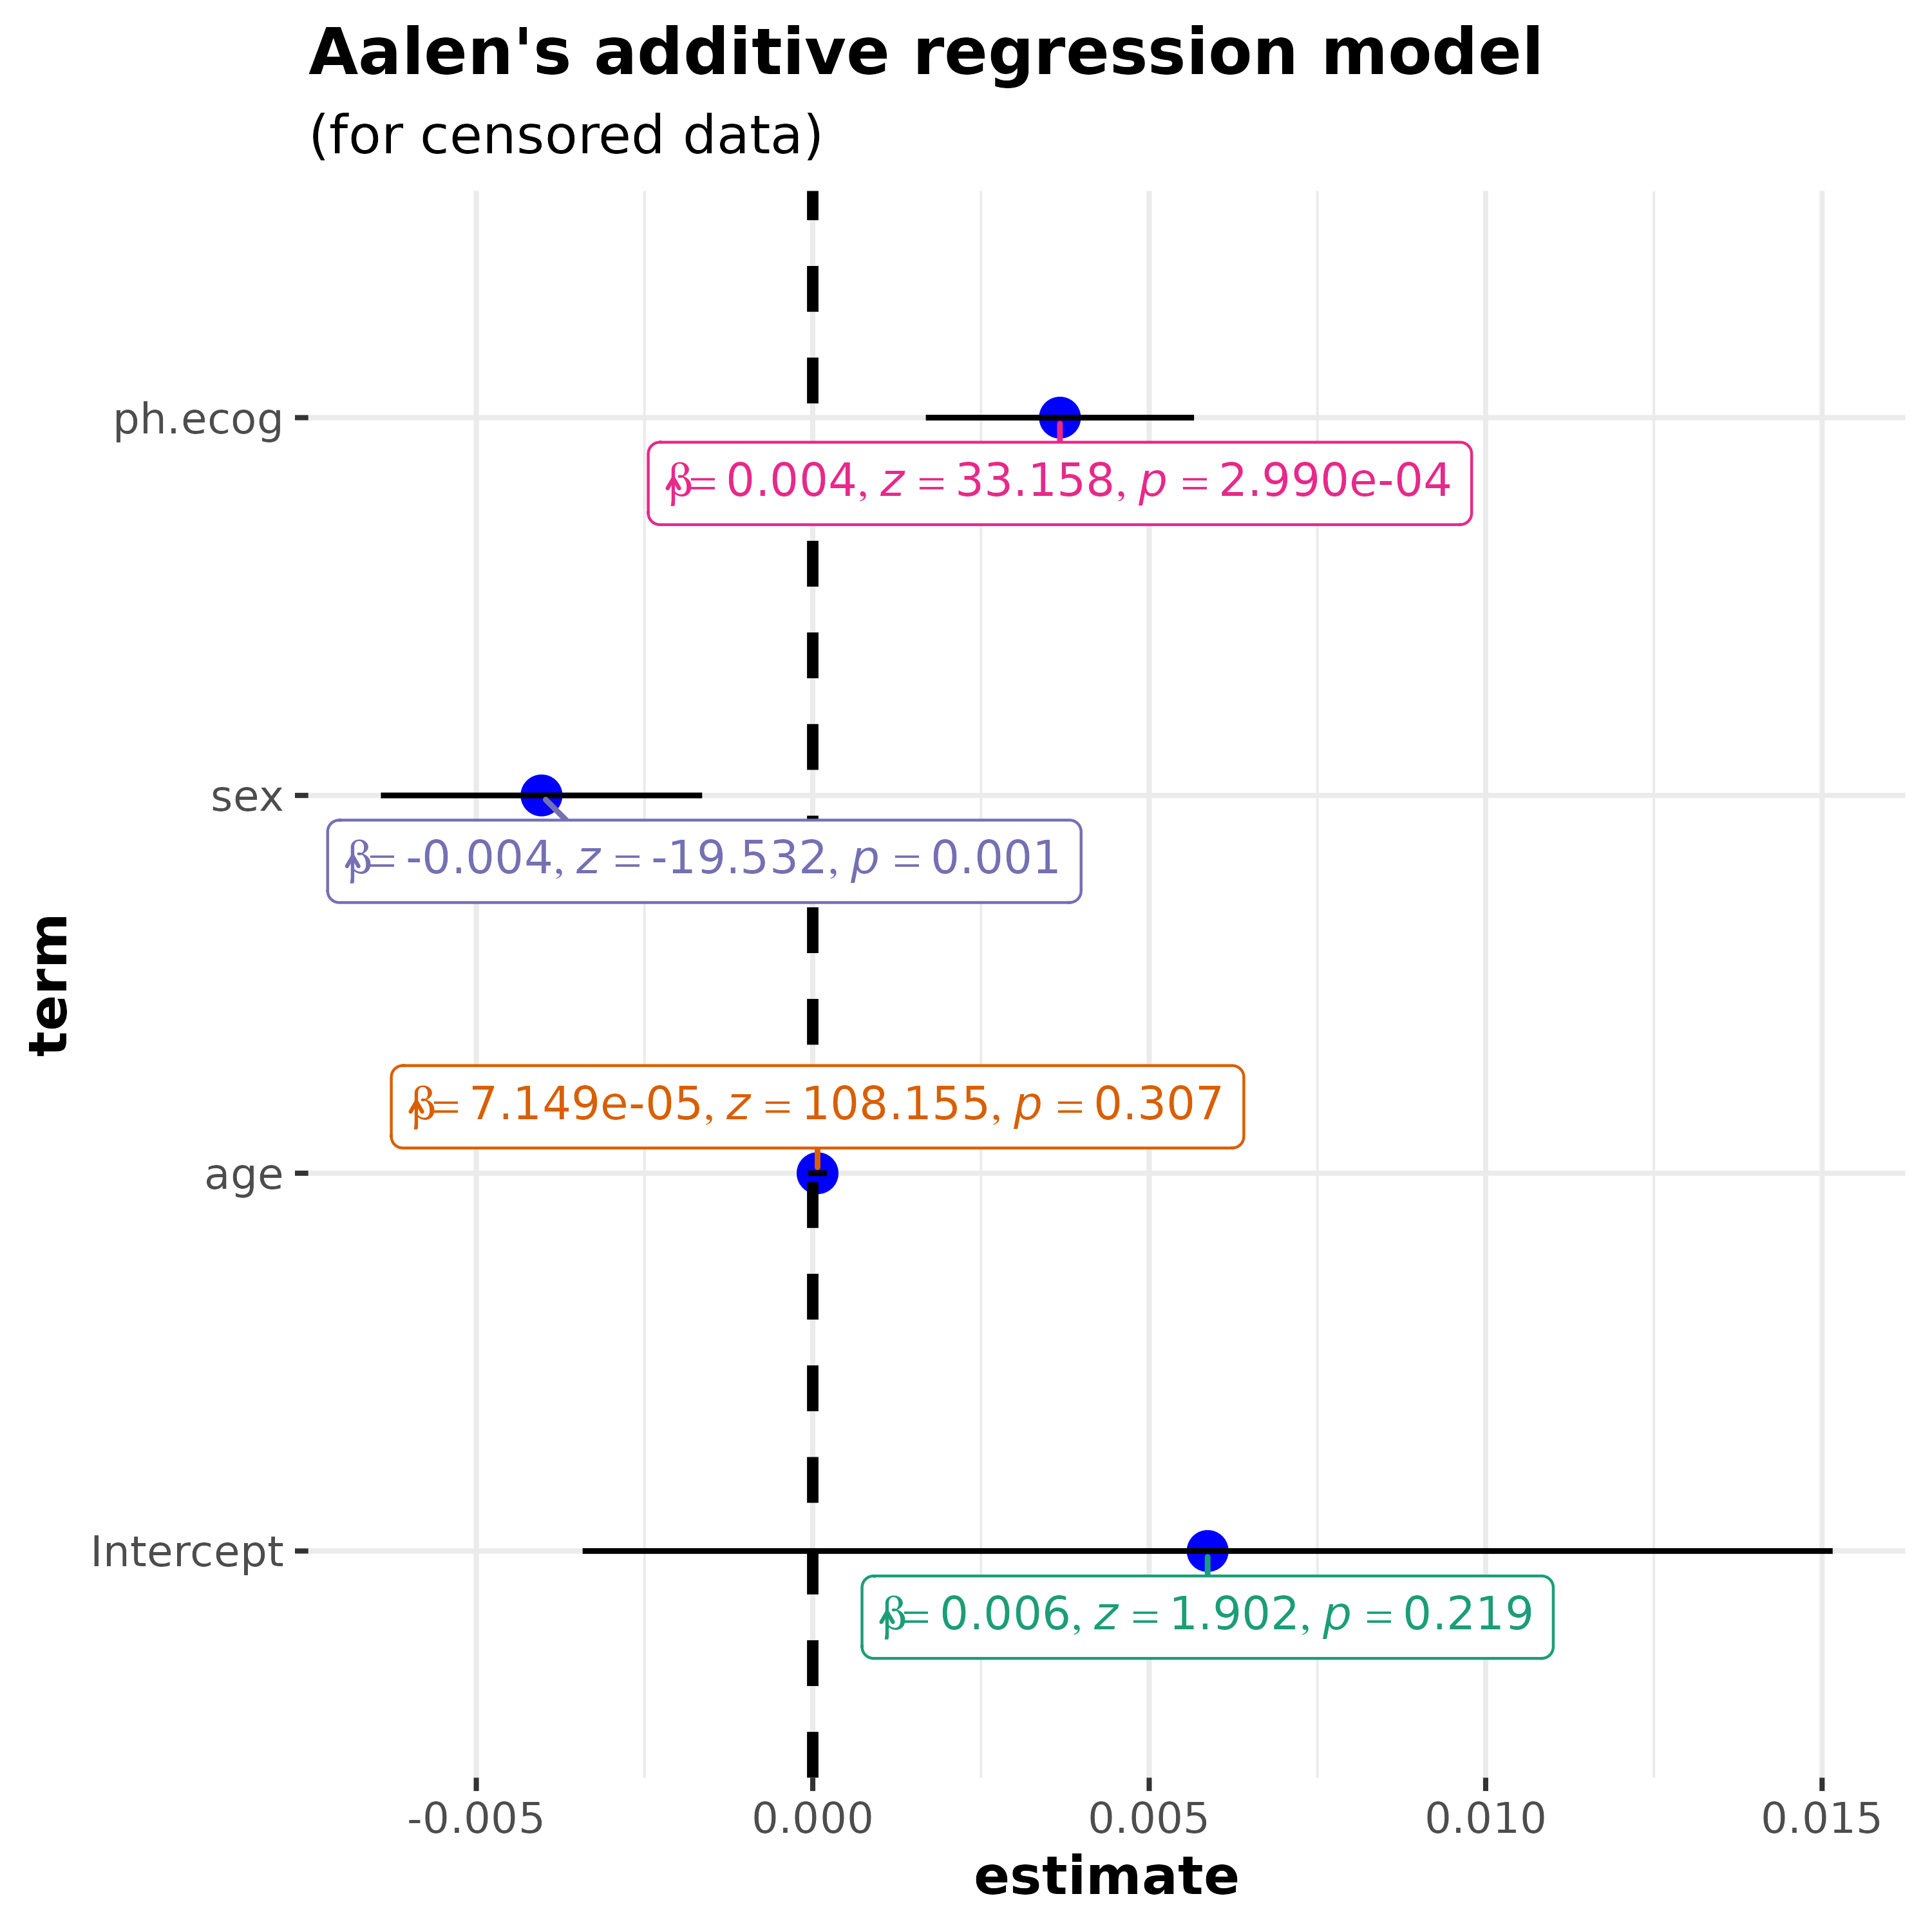 Aalen's additive regression model
(for censored data)
ph.ecog
β̂ = 0.004, z = 33.158, p = 2.990e-04
sex
β̂ = -0.004, z = -19.532, p = 0.001
term
β̂ = 7.149e-05, z = 108.155, p = 0.307
age
Intercept
β̂ = 0.006, z = 1.902, p = 0.219
-0.005 0.000 0.005 0.010 0.015
estimate